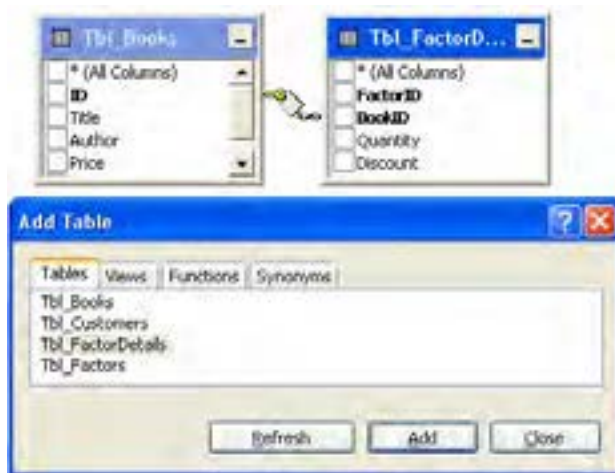 Tbl_Books
* (All Columns)
ID
Title
Author
Price
Tbl_FactorD...
* (All Columns)
FactorID
BookID
Quantity
Discount
Add Table
Tables Views Functions Synonyms
Tbl_Books
Tbl_Customers
Tbl_FactorDetails
Tbl_Factors
Refresh Add Close